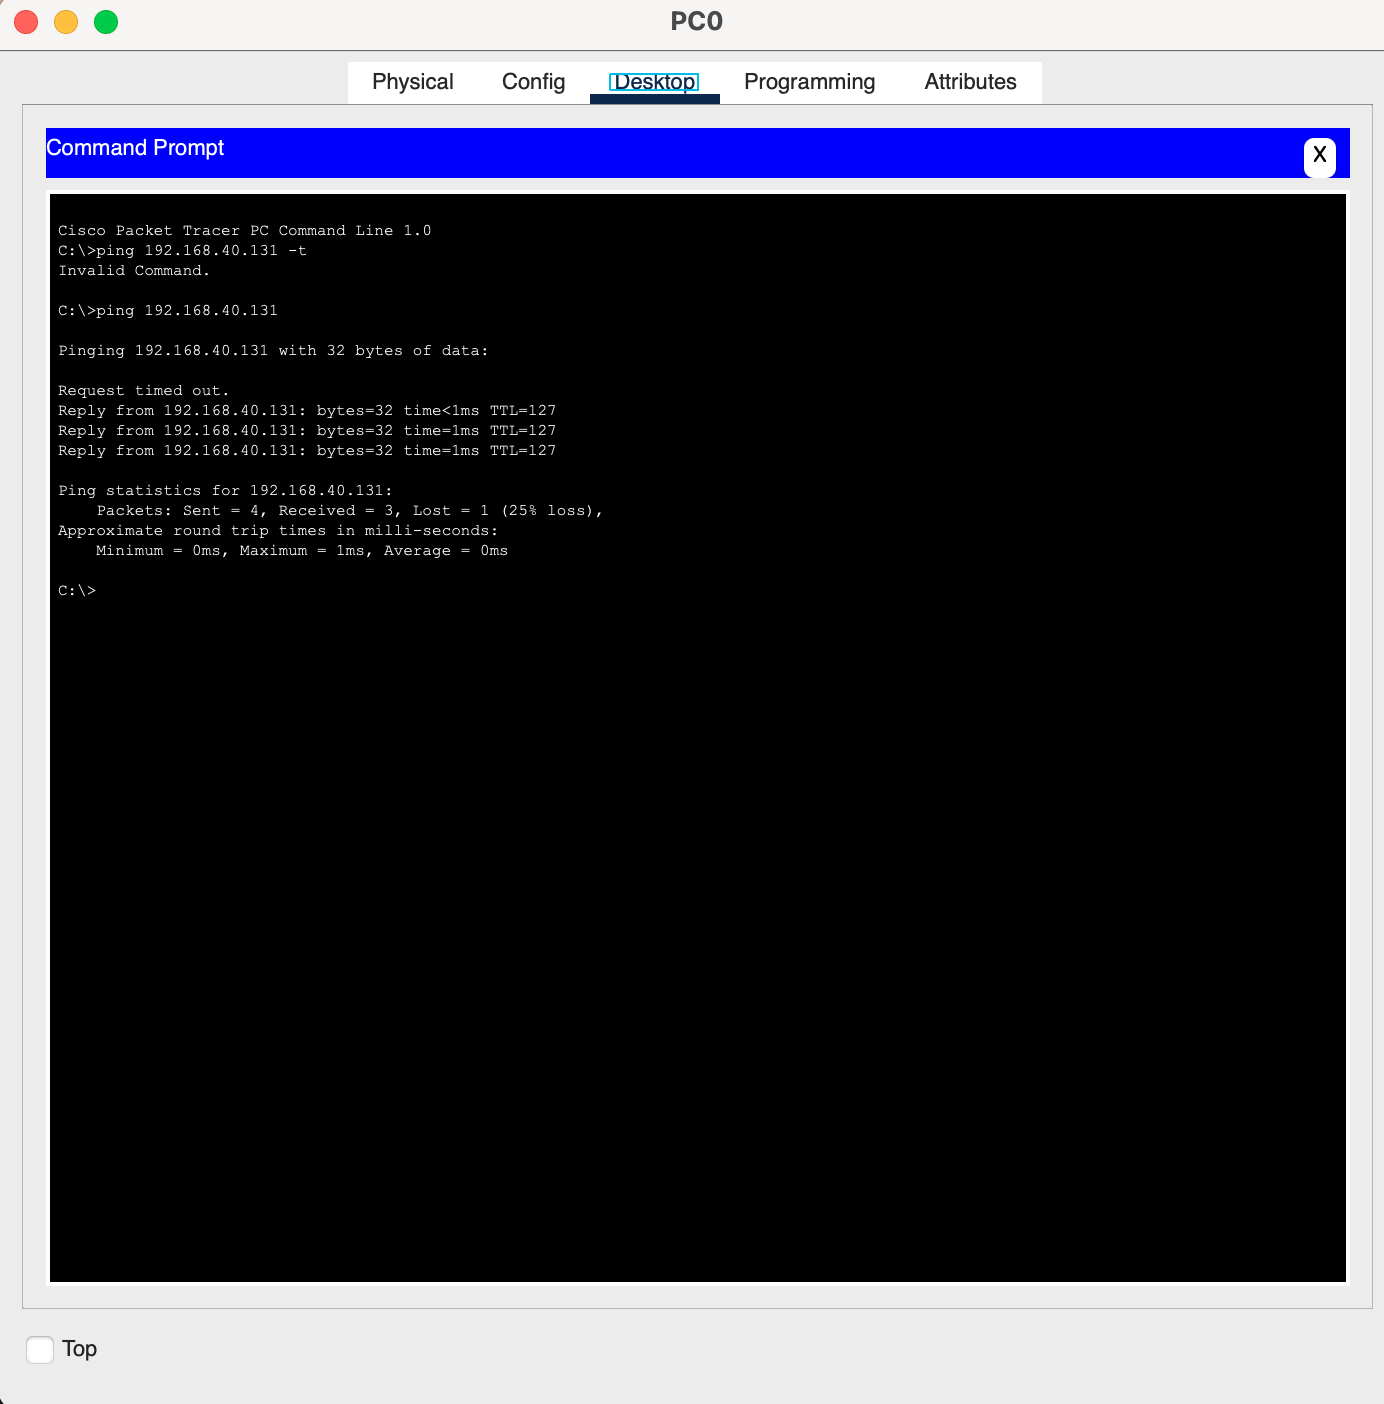 PC0
Physical Config Desktop Programming Attributes
Command Prompt
X
Cisco Packet Tracer PC Command Line 1.0
C:\>ping 192.168.40.131 -t
Invalid Command.
C:\>ping 192.168.40.131
Pinging 192.168.40.131 with 32 bytes of data:
Request timed out.
Reply from 192.168.40.131: bytes=32 time<1ms TTL=127
Reply from 192.168.40.131: bytes=32 time=1ms TTL=127
Reply from 192.168.40.131: bytes=32 time=1ms TTL=127
Ping statistics for 192.168.40.131:
Packets: Sent = 4, Received = 3, Lost = 1 (25% loss),
Approximate round trip times in milli-seconds:
Minimum = 0ms, Maximum = 1ms, Average = 0ms
C:\>
Top